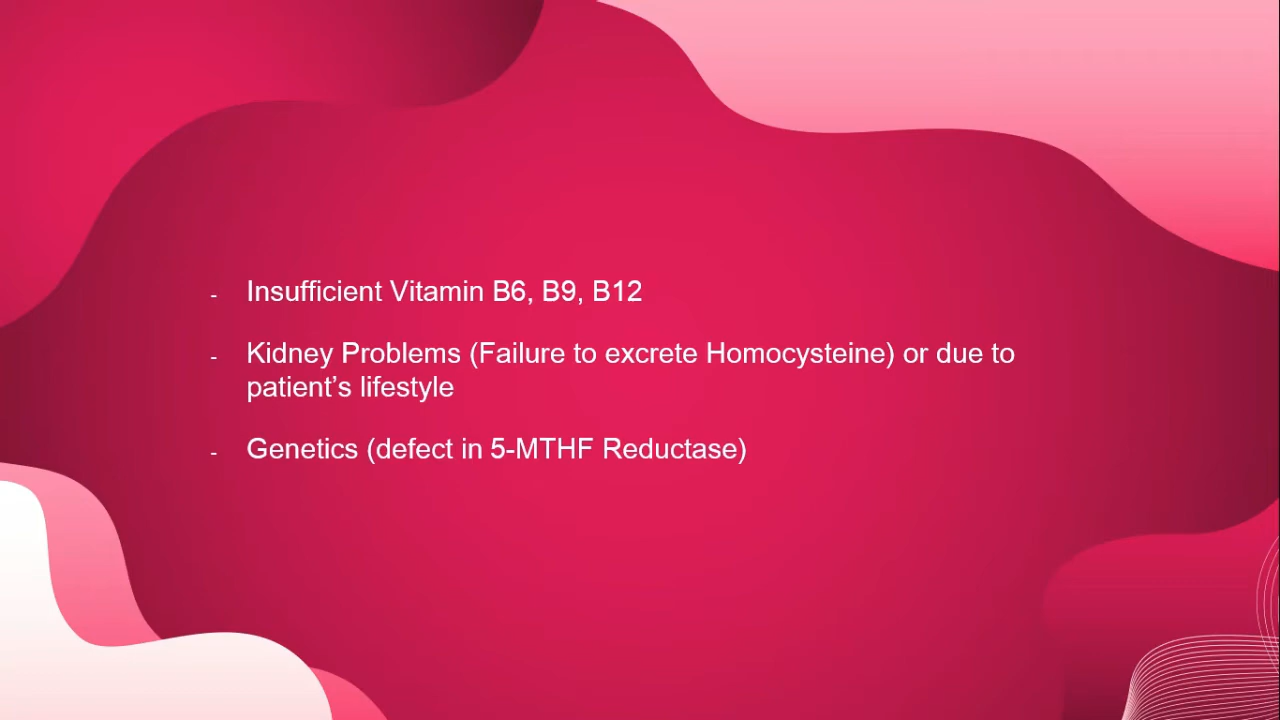 - Insufficient Vitamin B6, B9, B12
- Kidney Problems (Failure to excrete Homocysteine) or due to
patient’s lifestyle
- Genetics (defect in 5-MTHF Reductase)